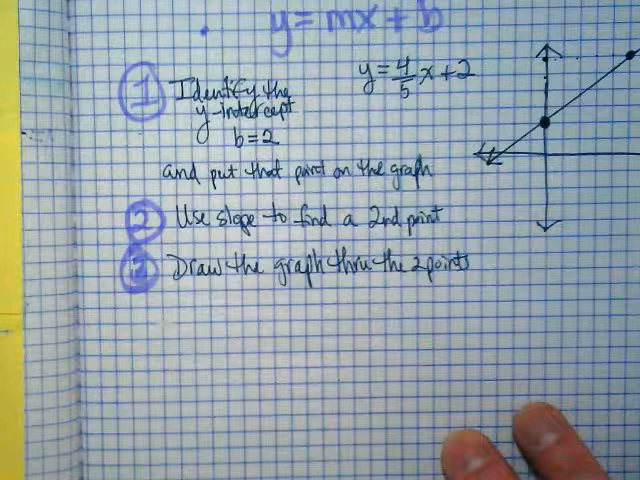 y = mx + b
y = 4/5 x + 2
1 Identify the
y-intercept
b = 2
and put that point on the graph
2 Use slope to find a 2nd point
3 Draw the graph thru the 2 points